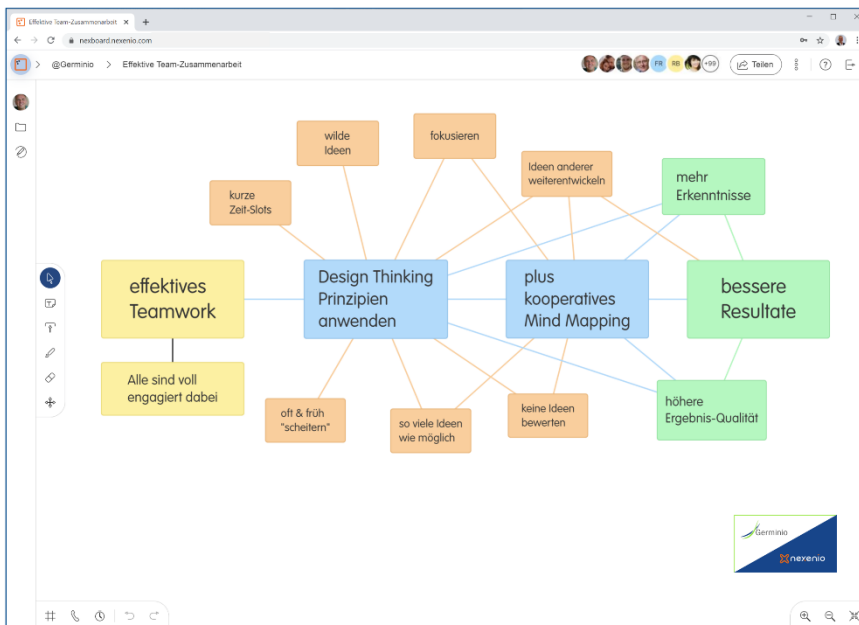 Effektive Team-Zusammenarbeit
nexboard.nexenio.com
@Germinio
Effektive Team-Zusammenarbeit
FR
RB
+99
Teilen
wilde
Ideen
fokusieren
Ideen anderer
weiterentwickeln
mehr
Erkenntnisse
kurze
Zeit-Slots
effektives
Teamwork
Design Thinking
Prinzipien
anwenden
plus
kooperatives
Mind Mapping
bessere
Resultate
Alle sind voll
engagiert dabei
oft & früh
"scheitern"
so viele Ideen
wie möglich
keine Ideen
bewerten
höhere
Ergebnis-Qualität
Germinio
nexenio